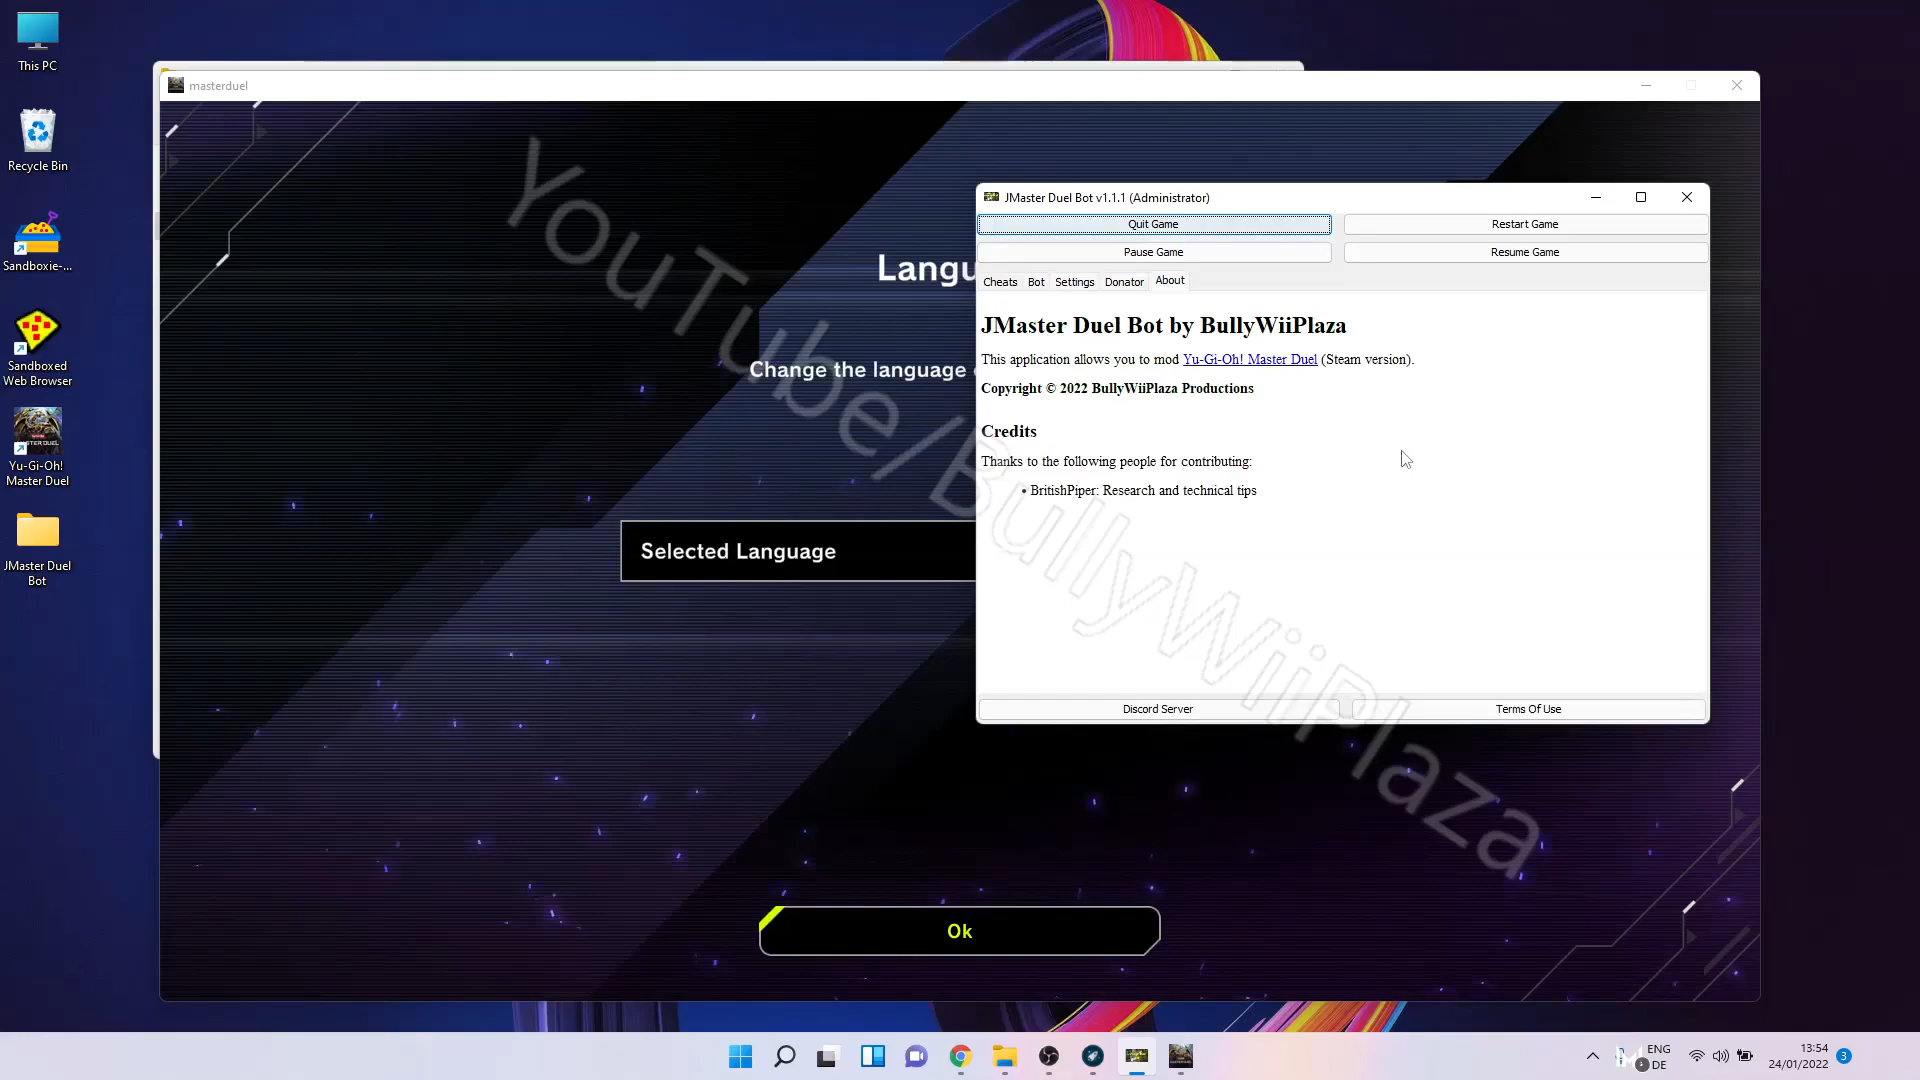 This PC
Recycle Bin
Sandboxie-...
Sandboxed
Web Browser
Yu-Gi-Oh!
Master Duel
JMaster Duel
Bot
masterduel
Langu
Change the language
Selected Language
Ok
JMaster Duel Bot v1.1.1 (Administrator)
Quit Game
Restart Game
Pause Game
Resume Game
Cheats Bot Settings Donator About
JMaster Duel Bot by BullyWiiPlaza
This application allows you to mod Yu-Gi-Oh! Master Duel (Steam version).
Copyright © 2022 BullyWiiPlaza Productions
Credits
Thanks to the following people for contributing:
• BritishPiper: Research and technical tips
Discord Server
Terms Of Use
YouTube/BullyWiiPlaza
ENG
DE
13:54
24/01/2022
3